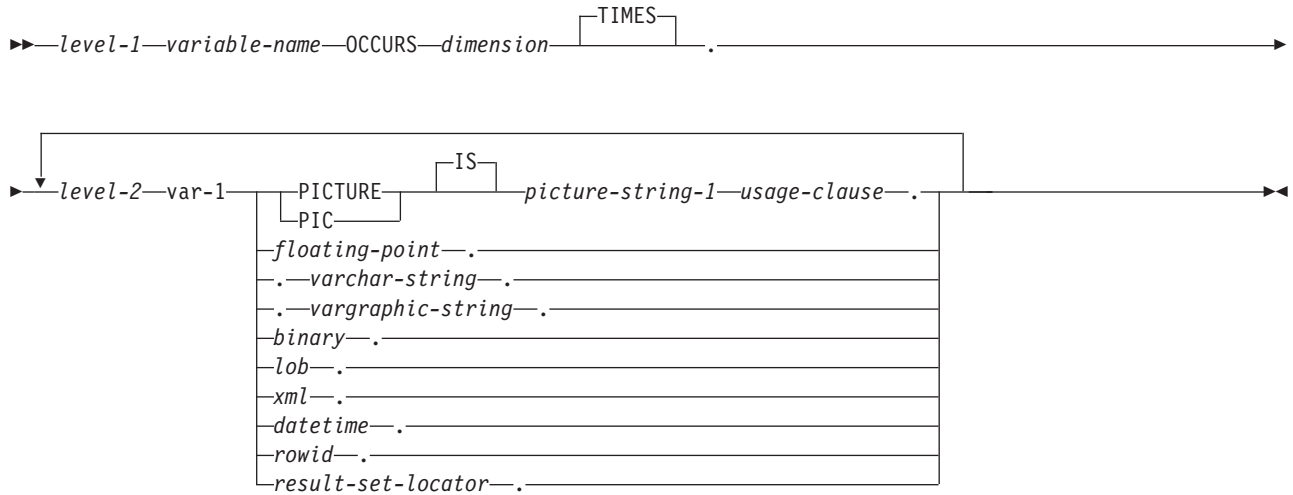 TIMES
level-1 variable-name OCCURS dimension .
IS
level-2 var-1 PICTURE picture-string-1 usage-clause .
PIC
floating-point .
. varchar-string .
. vargraphic-string .
binary .
lob .
xml .
datetime .
rowid .
result-set-locator .